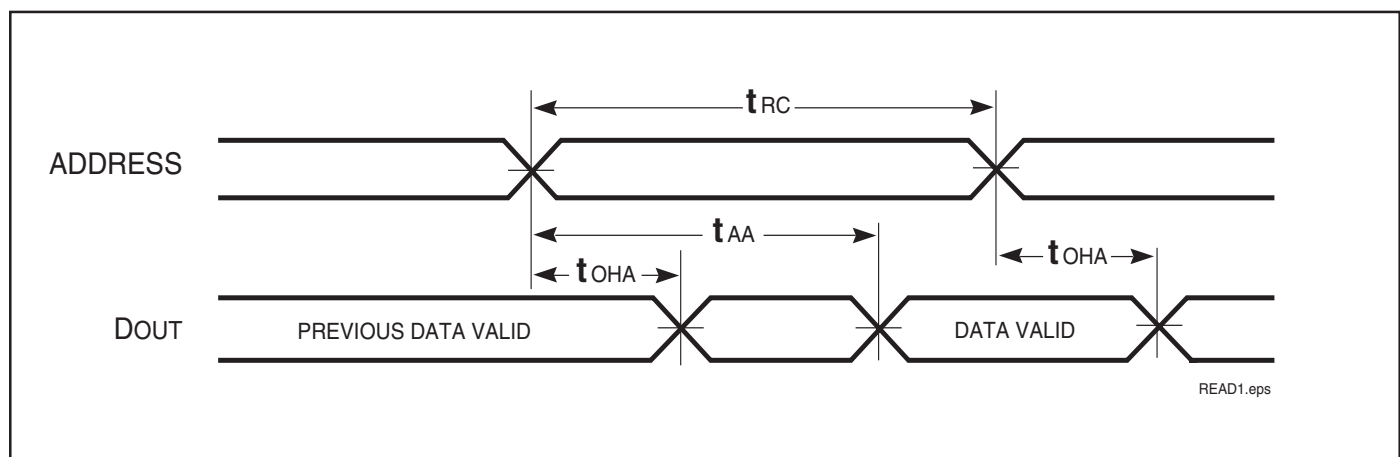 tRC
ADDRESS
tAA
tOHA
tOHA
DOUT
PREVIOUS DATA VALID
DATA VALID
READ1.eps